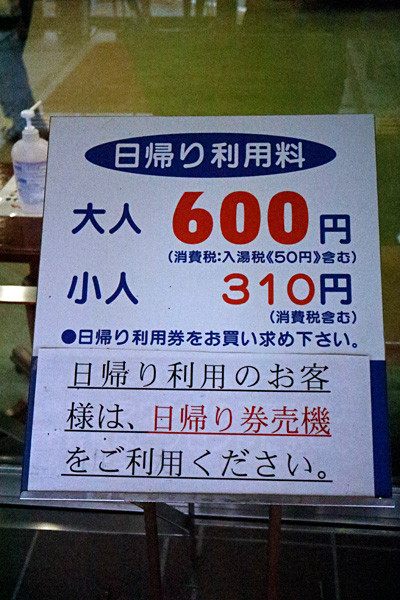 日帰り利用料
大人 600円
(消費税:入湯税《50円》含む)
小人 310円
(消費税含む)
●日帰り利用券をお買い求め下さい。
日帰り利用のお客
様は、日帰り券売機
をご利用ください。